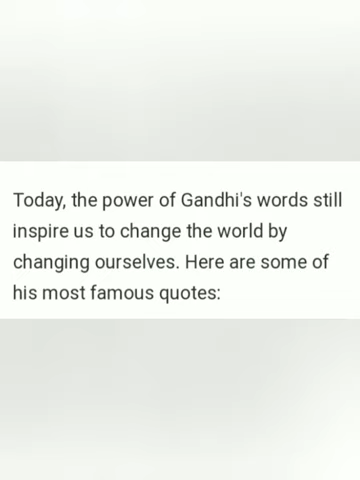 Today, the power of Gandhi's words still
inspire us to change the world by
changing ourselves. Here are some of
his most famous quotes: